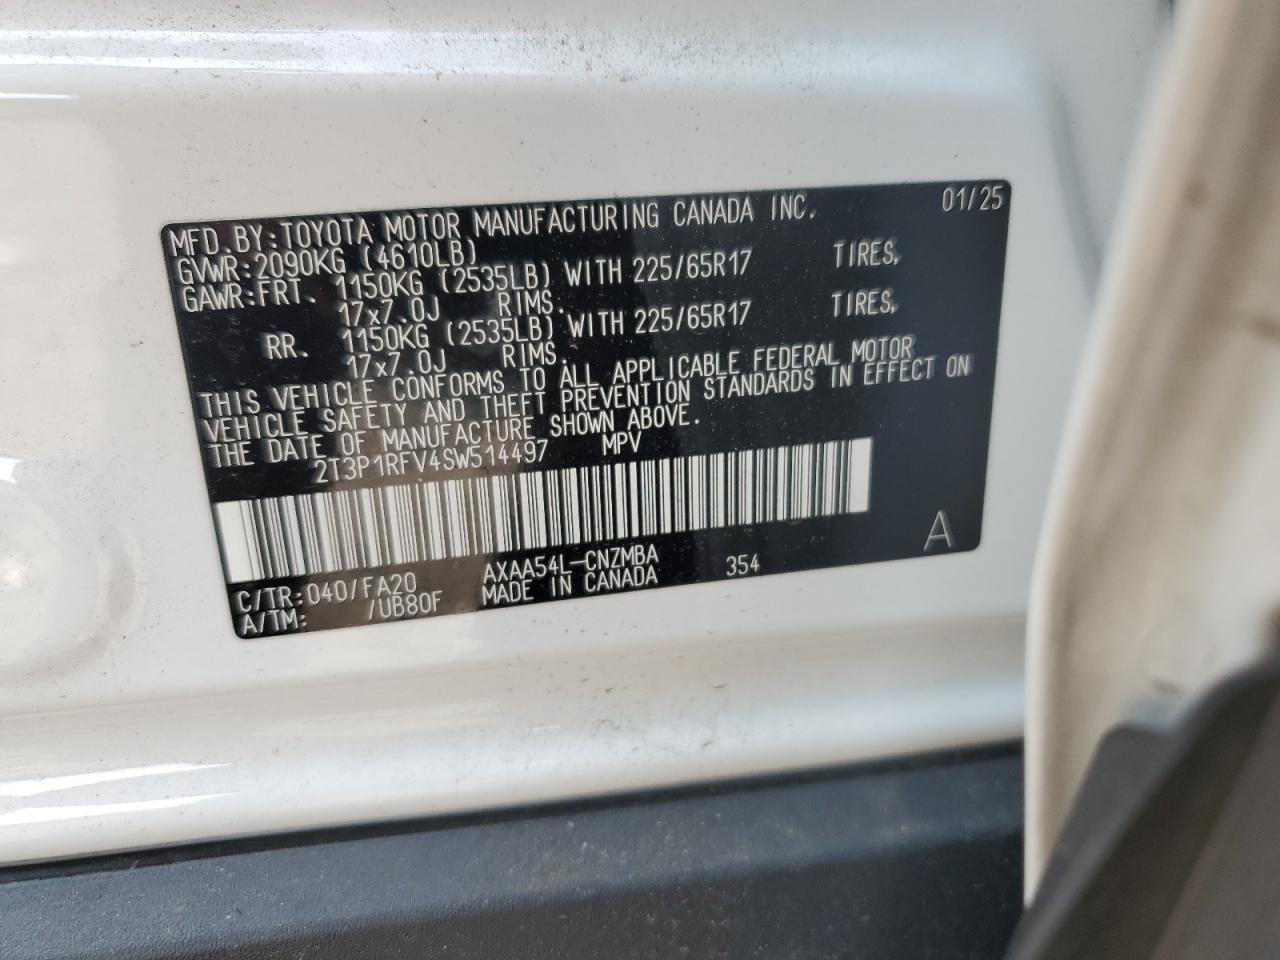 MFD. BY: TOYOTA MOTOR MANUFACTURING CANADA INC. 01/25
GVWR: 2090KG (4610LB)
GAWR: FRT. 1150KG (2535LB) WITH 225/65R17 TIRES,
17x7.0J RIMS.
RR. 1150KG (2535LB) WITH 225/65R17 TIRES,
17x7.0J RIMS.
THIS VEHICLE CONFORMS TO ALL APPLICABLE FEDERAL MOTOR
VEHICLE SAFETY AND THEFT PREVENTION STANDARDS IN EFFECT ON
THE DATE OF MANUFACTURE SHOWN ABOVE.
2T3P1RFV4SW514497 MPV
A
C/TR: 040/FA20 AXAA54L-CNZMBA 354
A/TM: /UB80F MADE IN CANADA